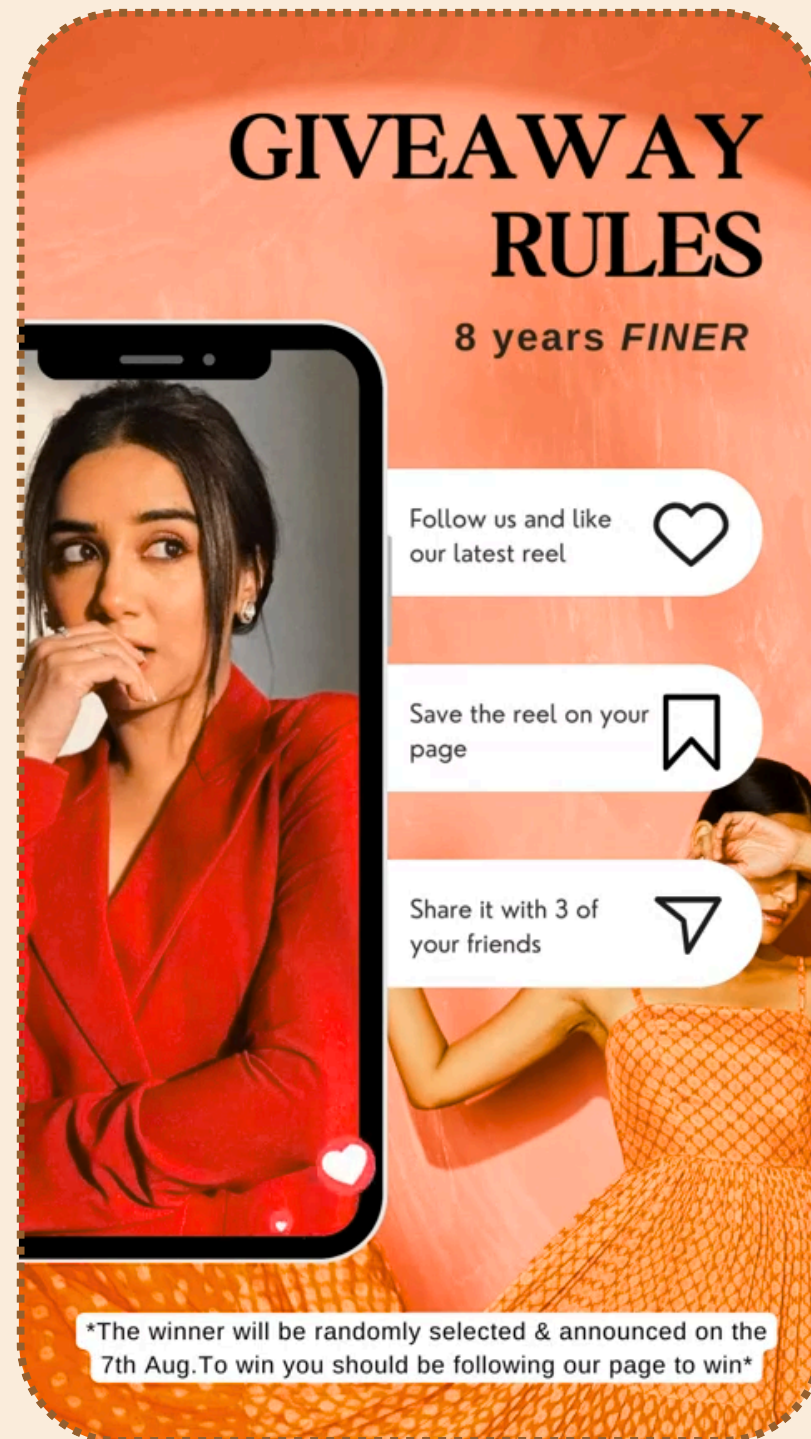 GIVEAWAY
RULES
8 years FINER
Follow us and like
our latest reel
Save the reel on your
page
Share it with 3 of
your friends
*The winner will be randomly selected & announced on the
7th Aug.To win you should be following our page to win*